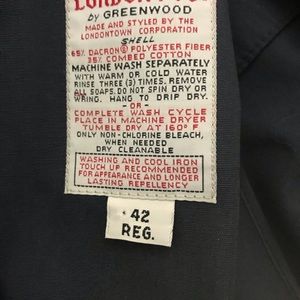 by GREENWOOD
MADE AND STYLED BY THE
LONDONTOWN CORPORATION
SHELL
65% DACRON® POLYESTER FIBER
35% COMBED COTTON
MACHINE WASH SEPARATELY
WITH WARM OR COLD WATER
RINSE THREE (3) TIMES. REMOVE
ALL SOAPS. DO NOT SPIN DRY OR
WRING. HANG TO DRIP DRY.
-OR-
COMPLETE WASH CYCLE
PLACE IN MACHINE DRYER
TUMBLE DRY AT 160° F
ONLY NON-CHLORINE BLEACH,
WHEN NEEDED
DRY CLEANABLE
WASHING AND COOL IRON
TOUCH UP RECOMMENDED
FOR APPEARANCE AND LONGER
LASTING REPELLENCY
42
REG.